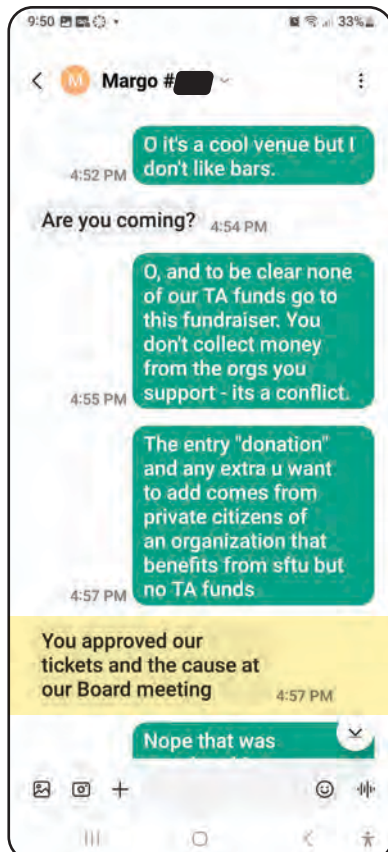 9:50
33%
M Margo #
O it's a cool venue but I
don't like bars.
4:52 PM
Are you coming? 4:54 PM
O, and to be clear none
of our TA funds go to
this fundraiser. You
don't collect money
from the orgs you
support - its a conflict.
4:55 PM
The entry "donation"
and any extra u want
to add comes from
private citizens of
an organization that
benefits from sftu but
no TA funds
4:57 PM
You approved our
tickets and the cause at
our Board meeting 4:57 PM
Nope that was